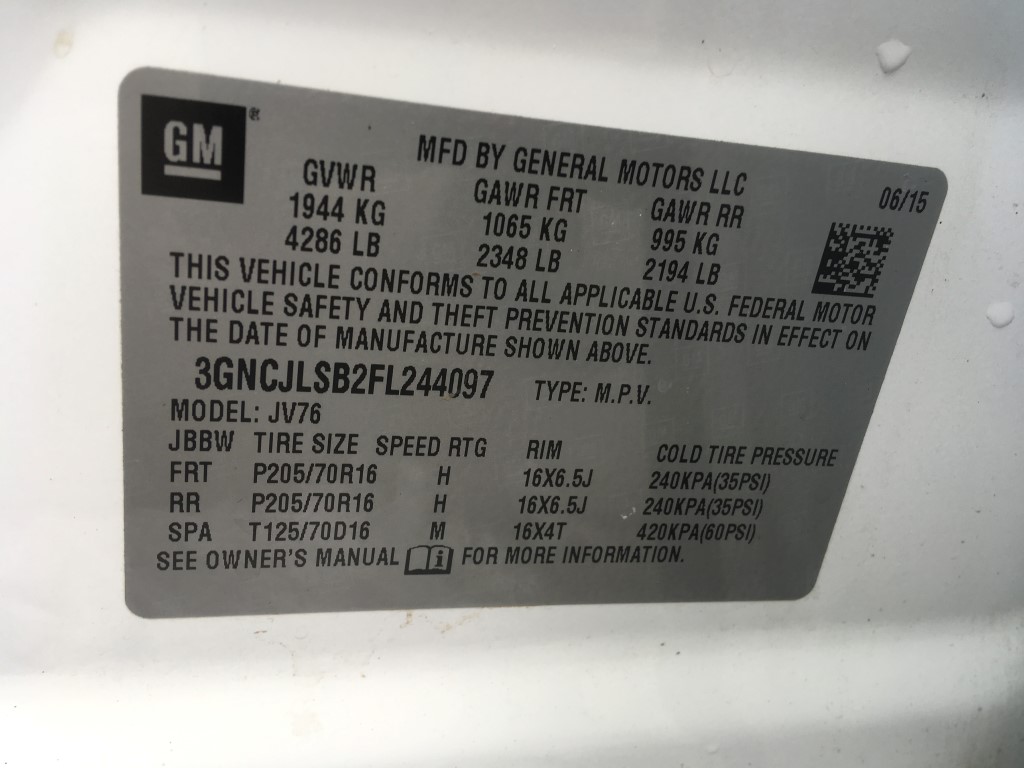 GM ®
MFD BY GENERAL MOTORS LLC
06/15
GVWR GAWR FRT GAWR RR
1944 KG 1065 KG 995 KG
4286 LB 2348 LB 2194 LB
THIS VEHICLE CONFORMS TO ALL APPLICABLE U.S. FEDERAL MOTOR
VEHICLE SAFETY AND THEFT PREVENTION STANDARDS IN EFFECT ON
THE DATE OF MANUFACTURE SHOWN ABOVE.
3GNCJLSB2FL244097 TYPE: M.P.V.
MODEL: JV76
JBBW TIRE SIZE SPEED RTG RIM COLD TIRE PRESSURE
FRT P205/70R16 H 16X6.5J 240KPA(35PSI)
RR P205/70R16 H 16X6.5J 240KPA(35PSI)
SPA T125/70D16 M 16X4T 420KPA(60PSI)
SEE OWNER'S MANUAL i FOR MORE INFORMATION.